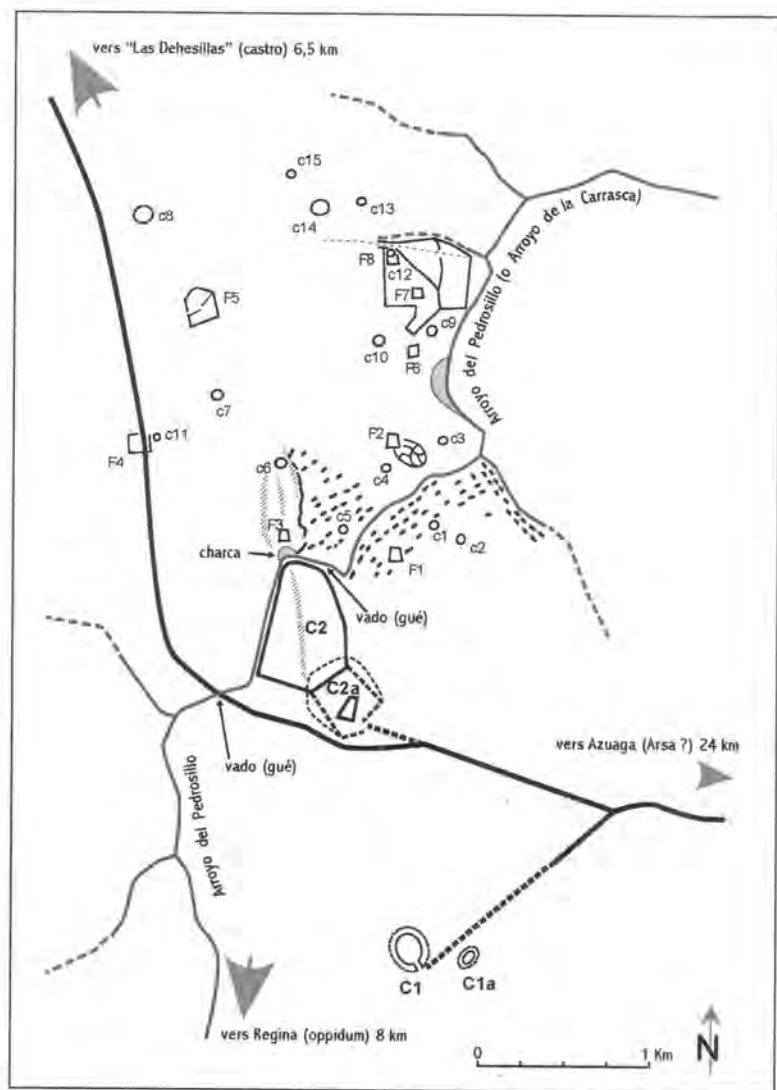 vers "Las Dehesillas" (castro) 6,5 km
c15
c8
c14
c13
Arroyo del Pedrosillo (o Arroyo de la Carrasca)
F8
c12
F5
F7
c9
c10
F6
c7
F4
c11
F2
c3
c6
c4
F3
c5
c1
c2
charca
F1
vado (gué)
C2
C2a
vers Azuaga (Arsa ?) 24 km
vado (gué)
Arroyo del Pedrosillo
C1
C1a
vers Regina (oppidum) 8 km
0
1 Km
N